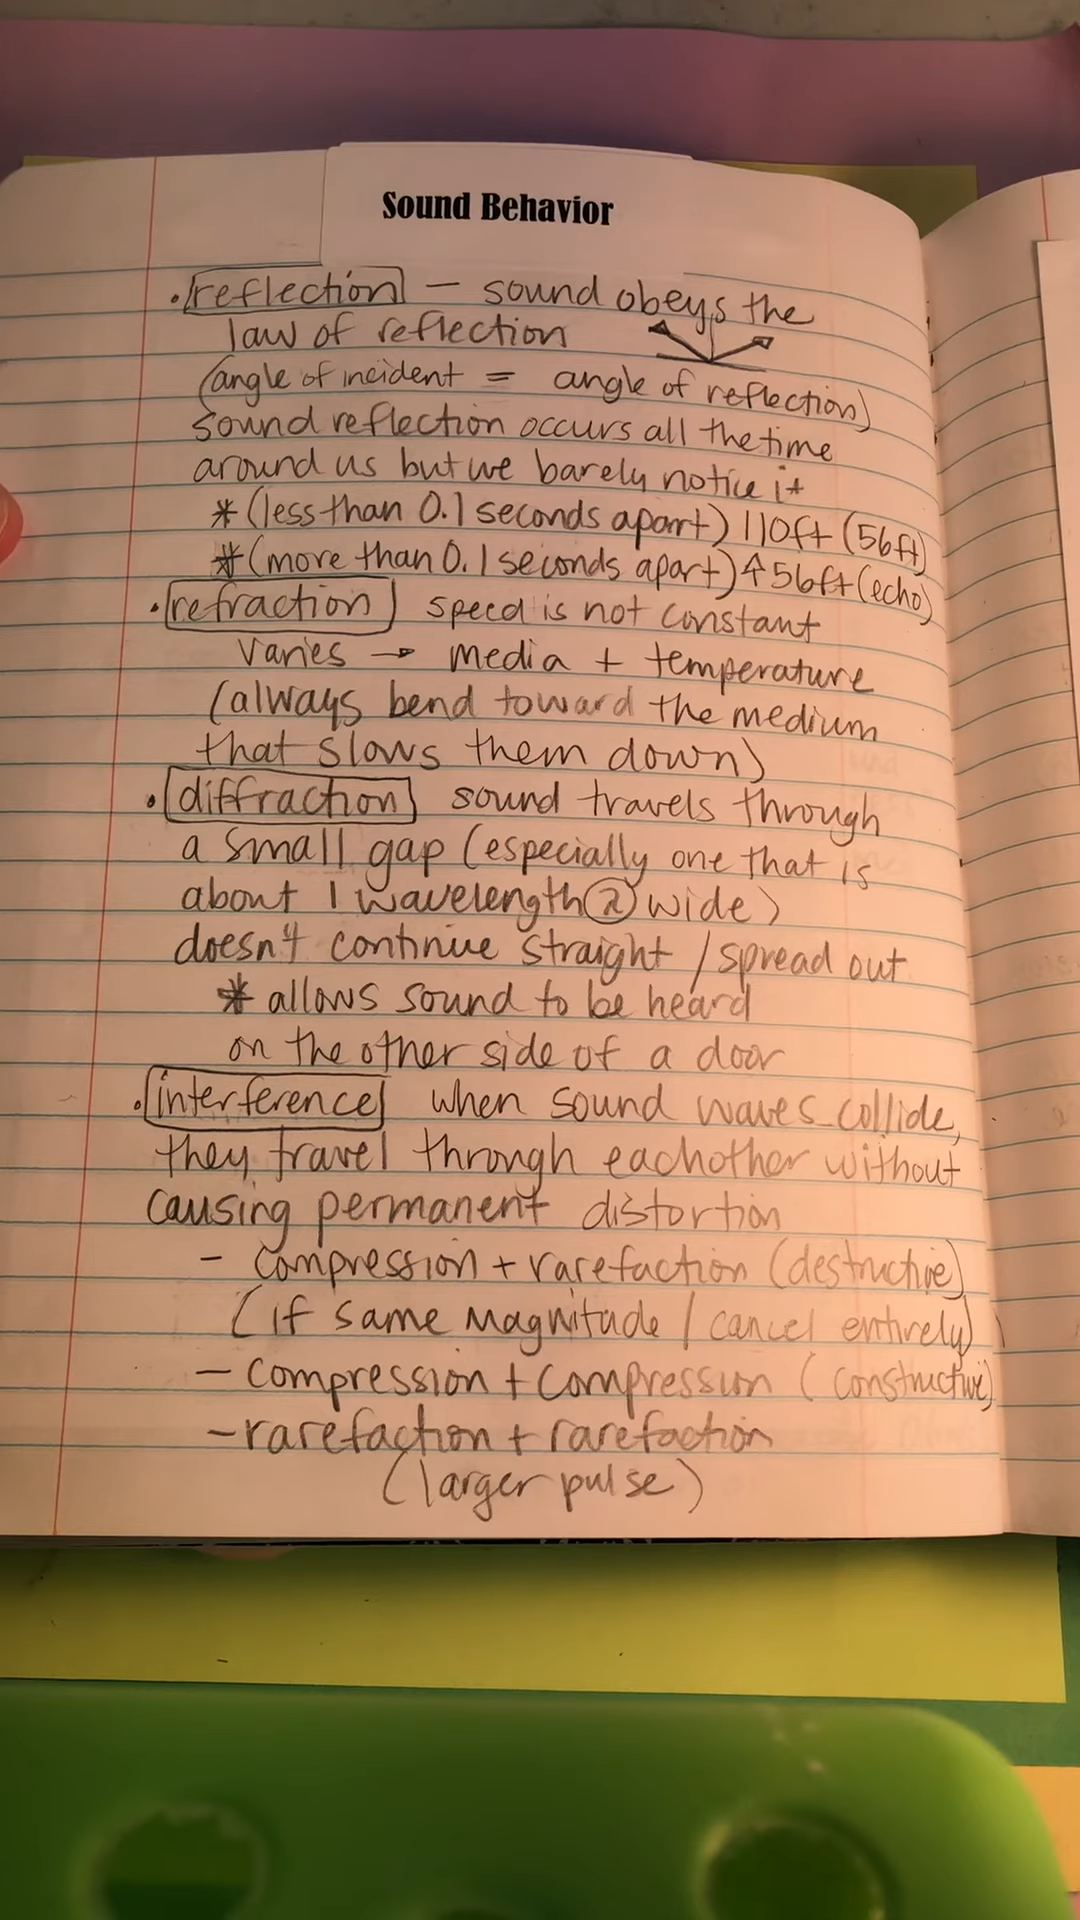 Sound Behavior
• reflection – sound obeys the
law of reflection
(angle of incident = angle of reflection)
sound reflection occurs all the time
around us but we barely notice it
* (less than 0.1 seconds apart) 110ft (56ft)
* (more than 0.1 seconds apart) ↑56ft (echo)
• refraction speed is not constant
varies → media + temperature
(always bend toward the medium
that slows them down)
• diffraction sound travels through
a small gap (especially one that is
about 1 wavelength λ wide)
doesn't continue straight / spread out
* allows sound to be heard
on the other side of a door
• interference when sound waves collide,
they travel through eachother without
causing permanent distortion
- compression + rarefaction (destructive)
(if same magnitude / cancel entirely)
- compression + compression (constructive)
- rarefaction + rarefaction
(larger pulse)